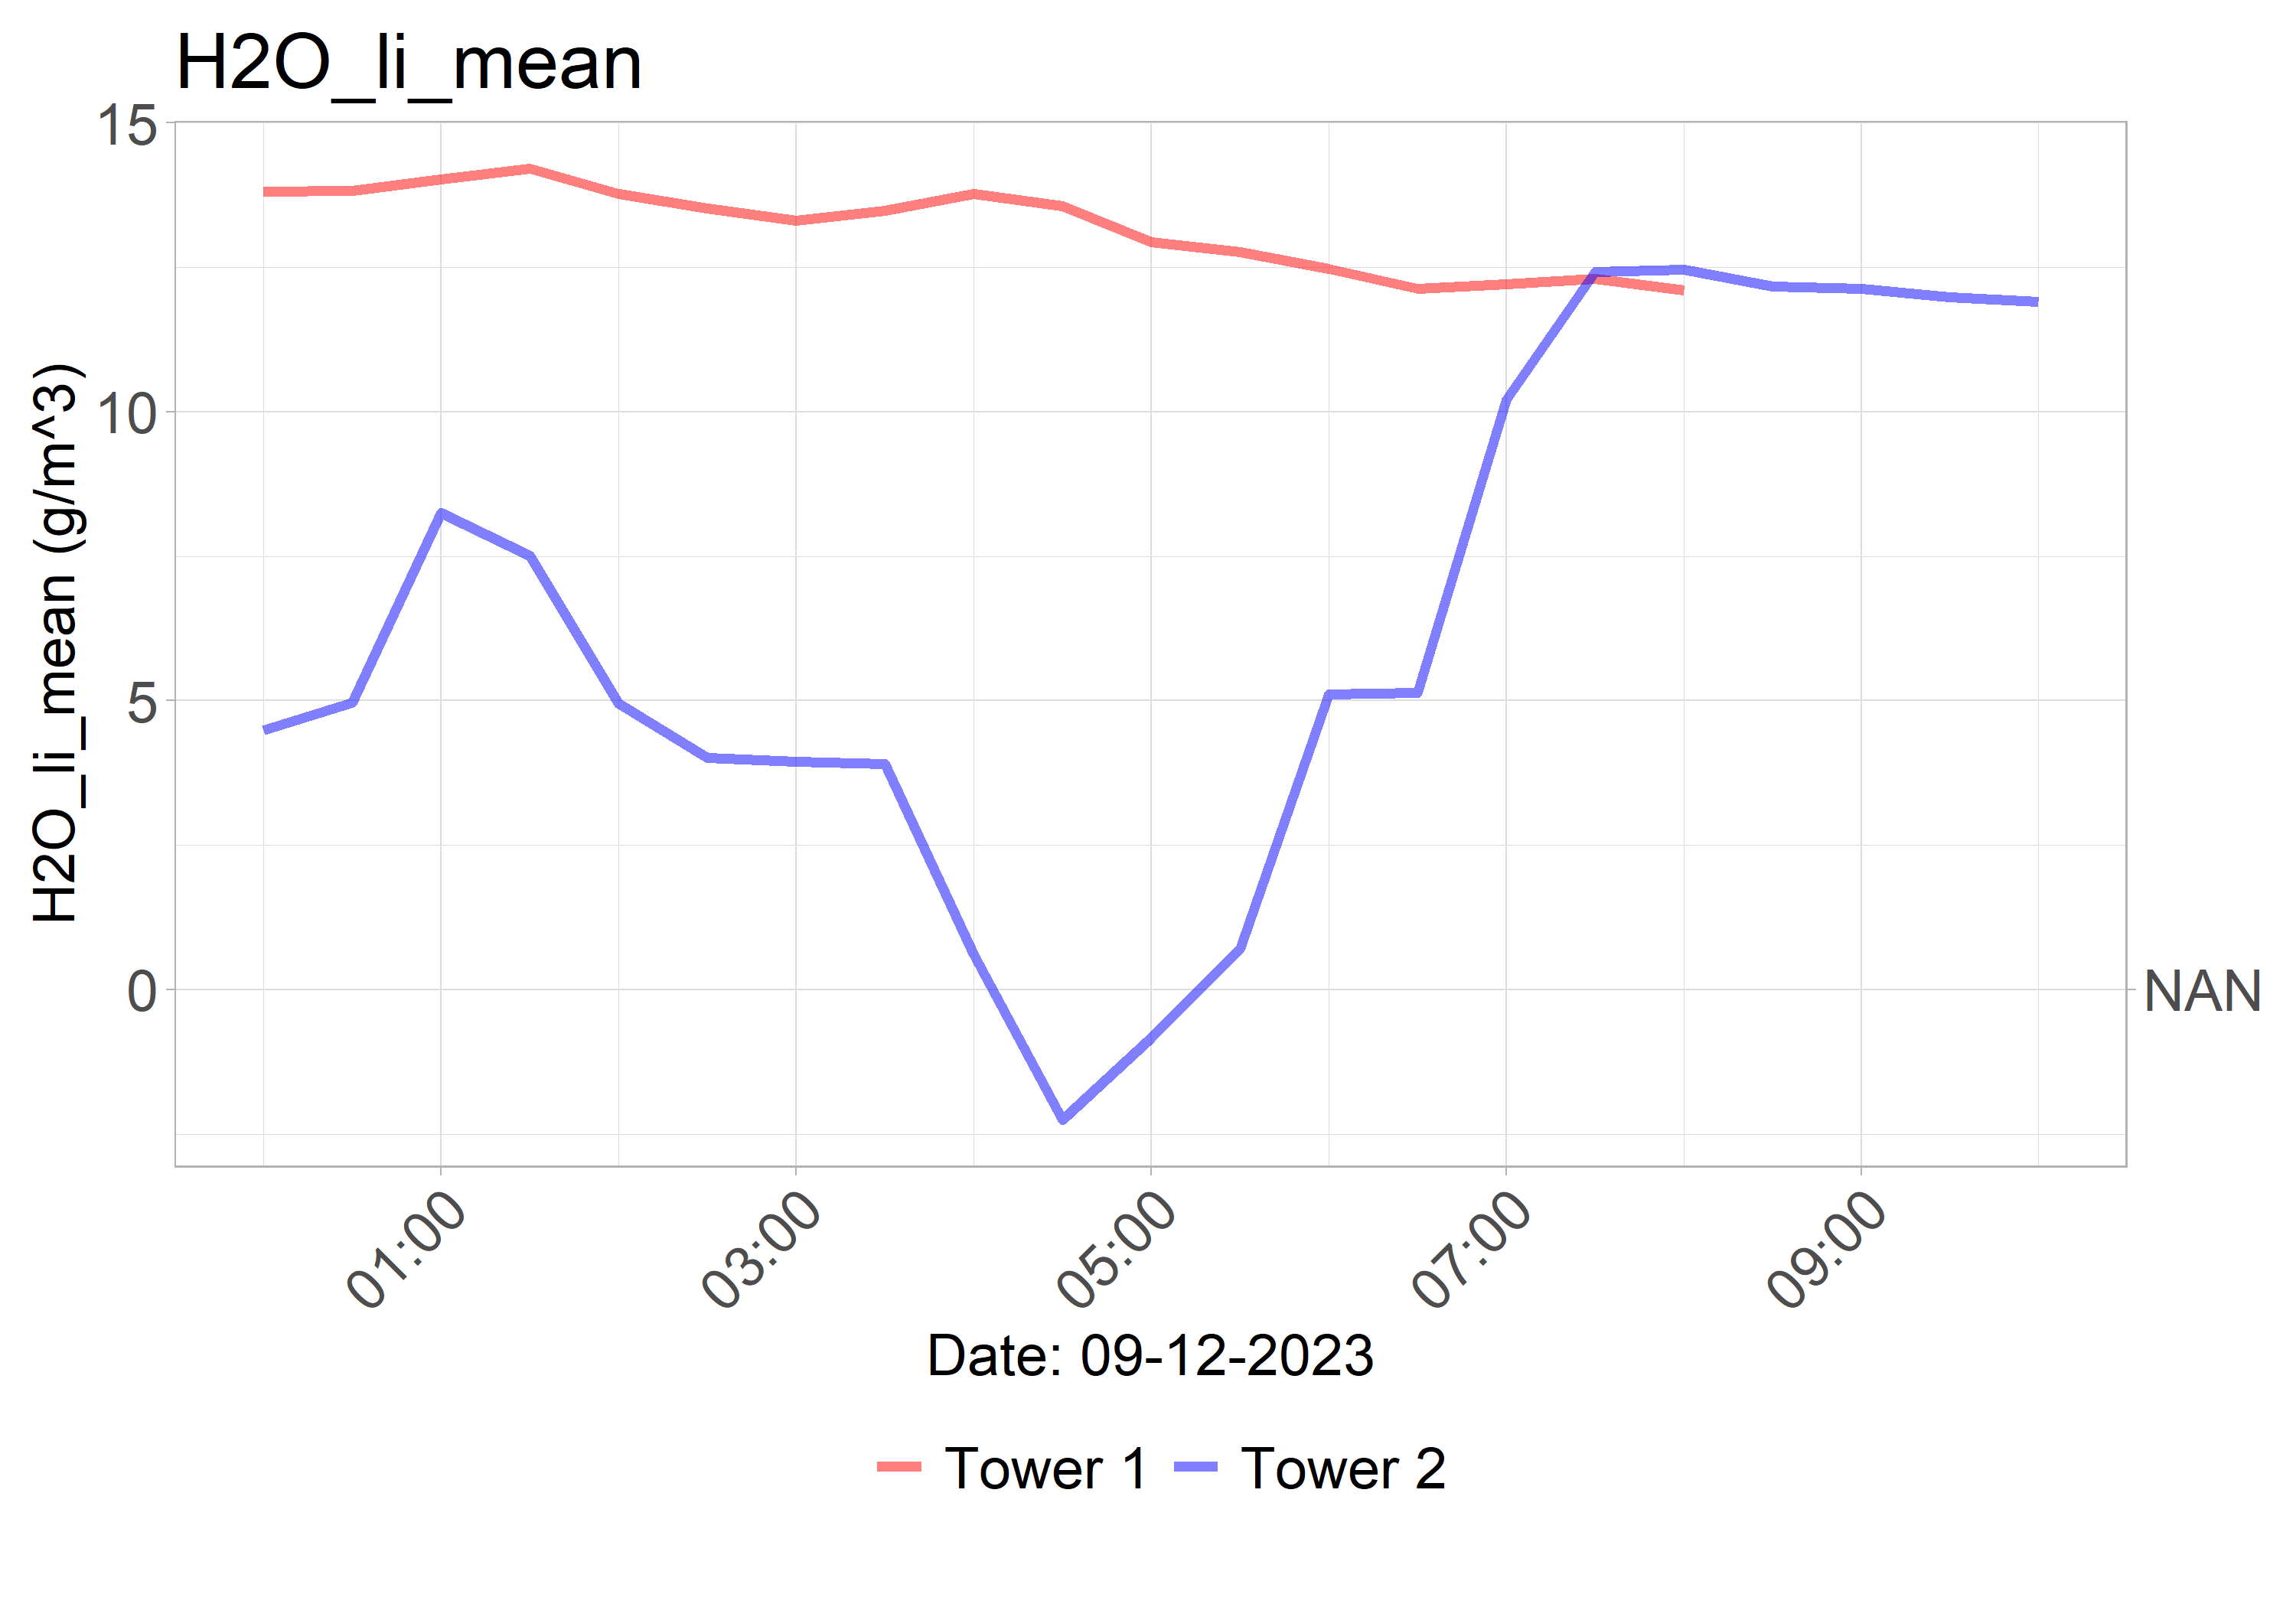 H2O_li_mean
H2O_li_mean (g/m^3)
15
10
5
0
NAN
01:00
03:00
05:00
07:00
09:00
Date: 09-12-2023
Tower 1
Tower 2